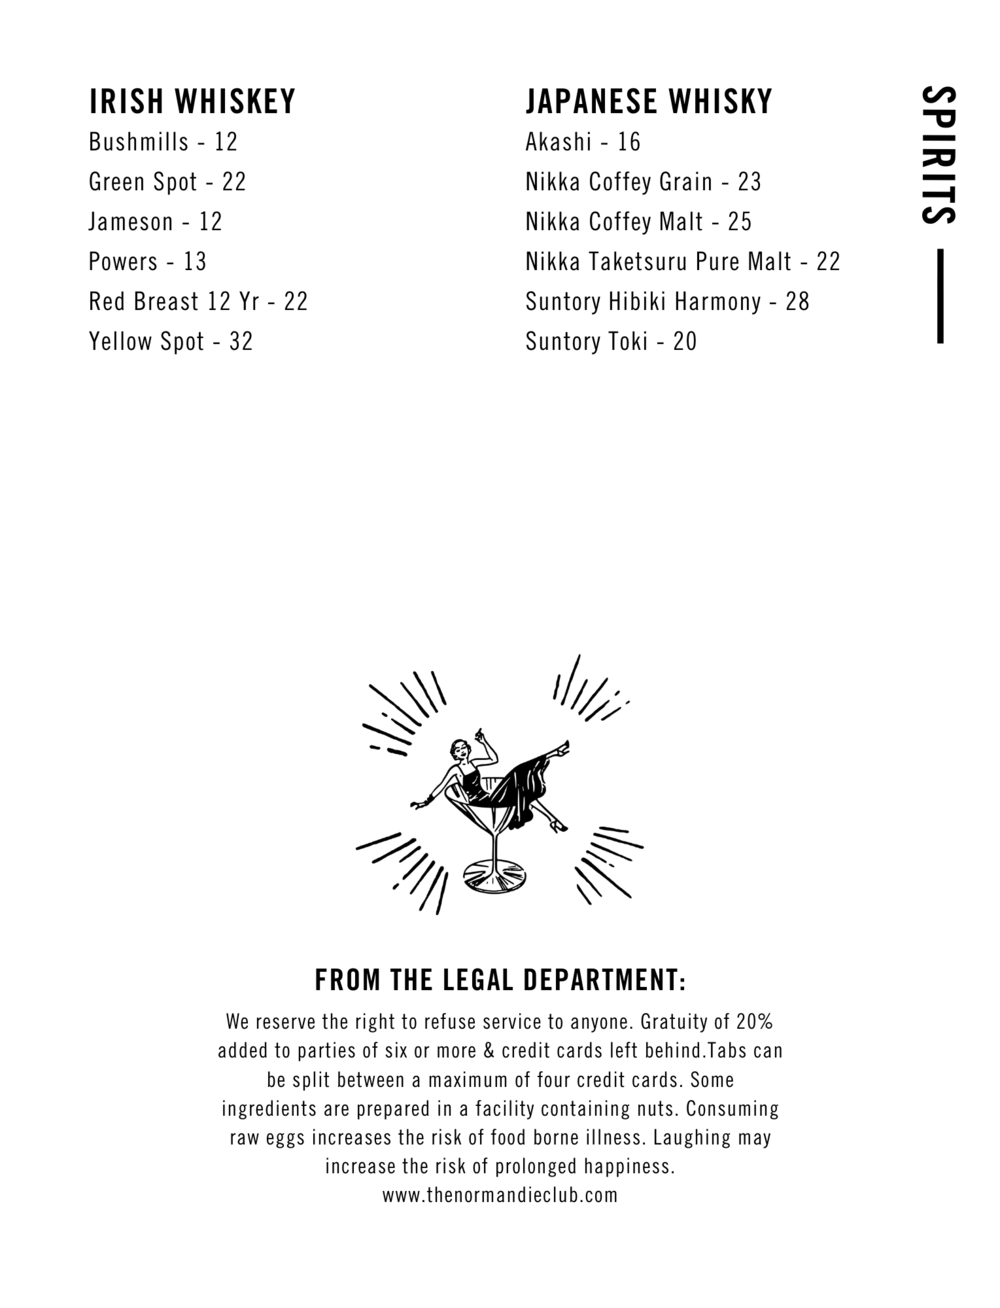 IRISH WHISKEY
Bushmills - 12
Green Spot - 22
Jameson - 12
Powers - 13
Red Breast 12 Yr - 22
Yellow Spot - 32
JAPANESE WHISKY
Akashi - 16
Nikka Coffey Grain - 23
Nikka Coffey Malt - 25
Nikka Taketsuru Pure Malt - 22
Suntory Hibiki Harmony - 28
Suntory Toki - 20
SPIRITS
FROM THE LEGAL DEPARTMENT:
We reserve the right to refuse service to anyone. Gratuity of 20%
added to parties of six or more & credit cards left behind.Tabs can
be split between a maximum of four credit cards. Some
ingredients are prepared in a facility containing nuts. Consuming
raw eggs increases the risk of food borne illness. Laughing may
increase the risk of prolonged happiness.
www.thenormandieclub.com